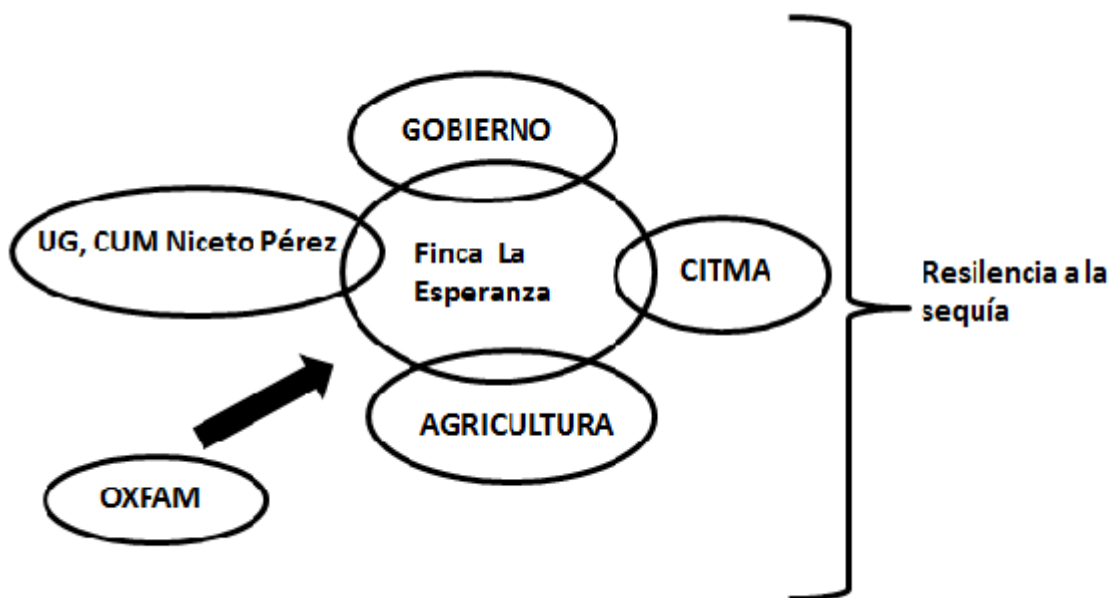 GOBIERNO
UG, CUM Niceto Pérez
Finca La
Esperanza
CITMA
Resilencia a la
sequía
AGRICULTURA
OXFAM